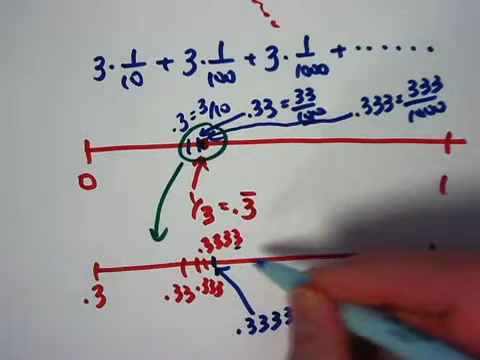 3·1/10 + 3·1/100 + 3·1/1000 + ······
.3 = 3/10 .33 = 33/100 .333 = 333/1000
0 1
1/3 = .3̅
.3333
.3 .33 .333
.3333